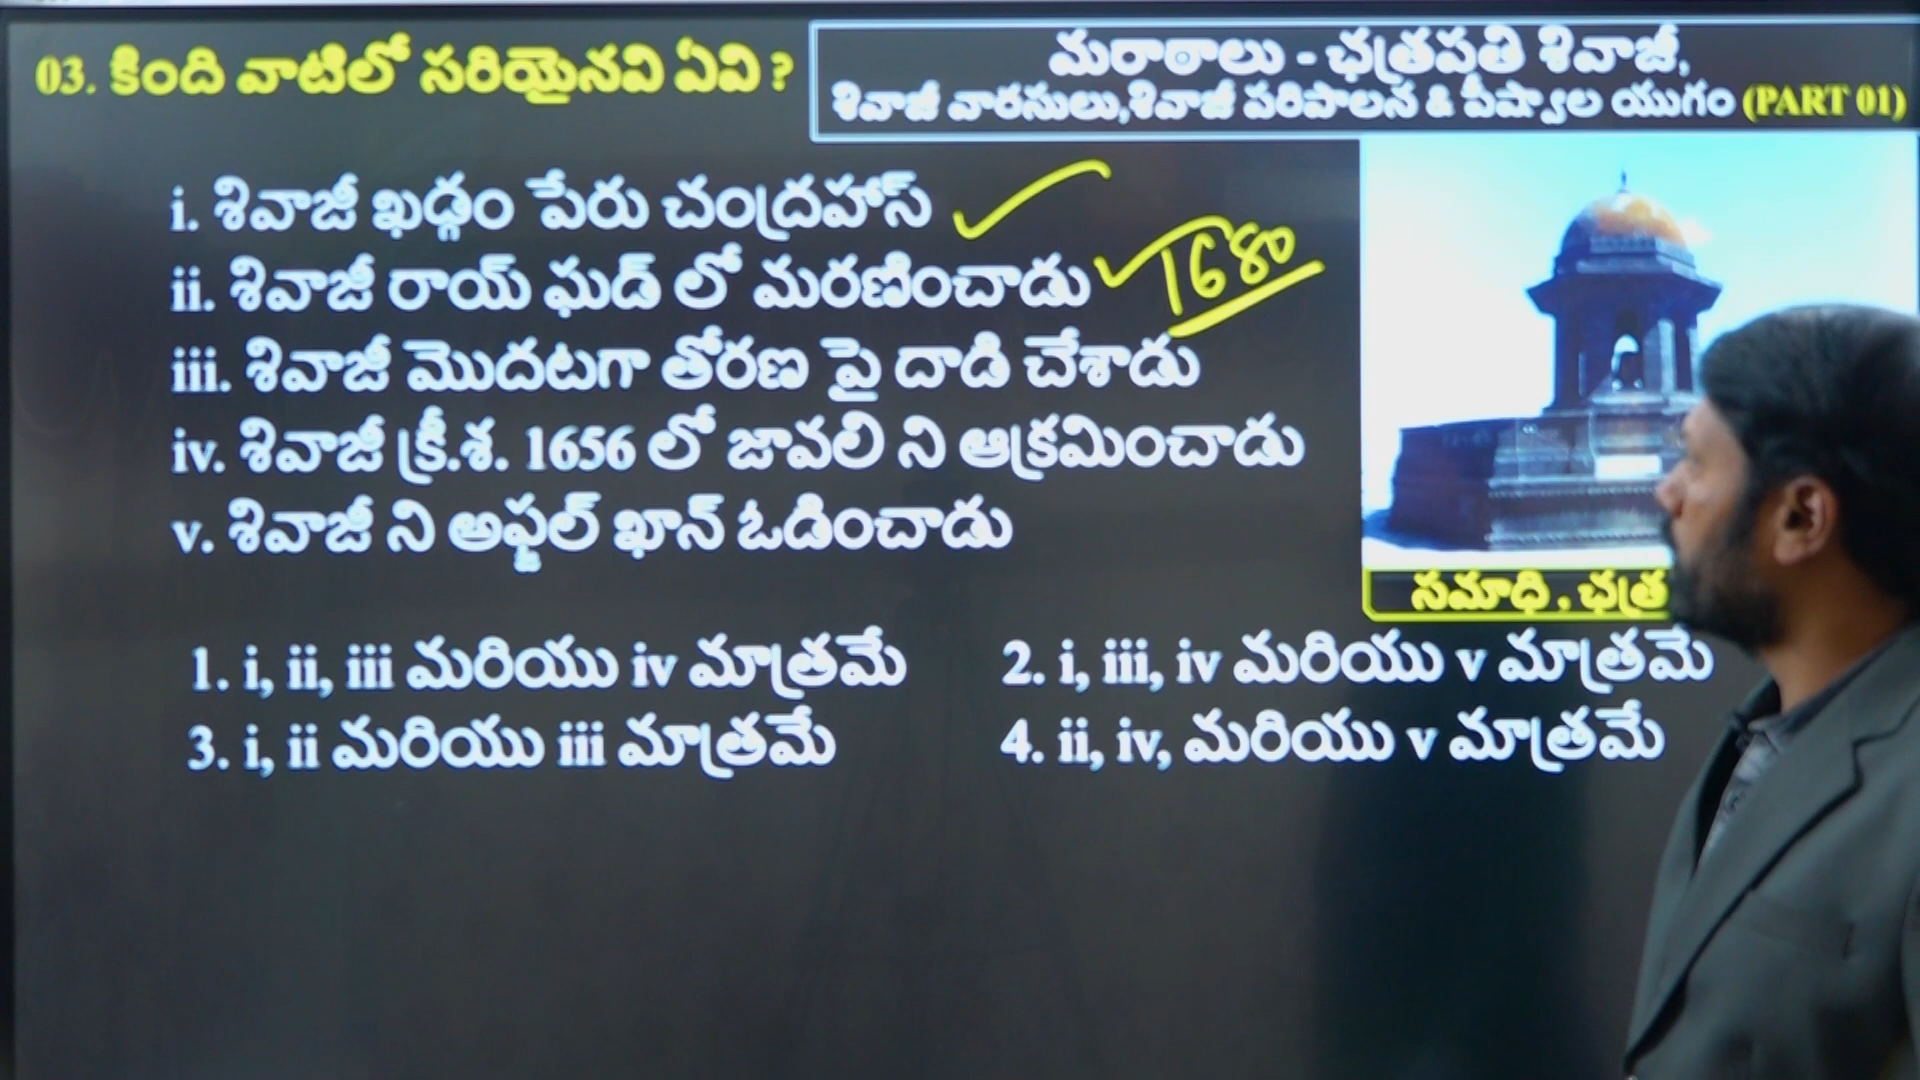 03. కింది వాటిలో సరియైనవి ఏవి ?
మరాఠాలు - ఛత్రపతి శివాజీ,
శివాజీ వారసులు,శివాజీ పరిపాలన & పీష్వాల యుగం (PART 01)
i. శివాజీ ఖడ్గం పేరు చంద్రహాస్
ii. శివాజీ రాయ్ ఘడ్ లో మరణించాడు
1680
iii. శివాజీ మొదటగా తోరణ పై దాడి చేశాడు
iv. శివాజీ క్రీ.శ. 1656 లో జావలి ని ఆక్రమించాడు
v. శివాజీ ని అఫ్జల్ ఖాన్ ఓడించాడు
సమాధి . ఛత్ర
1. i, ii, iii మరియు iv మాత్రమే
2. i, iii, iv మరియు v మాత్రమే
3. i, ii మరియు iii మాత్రమే
4. ii, iv, మరియు v మాత్రమే